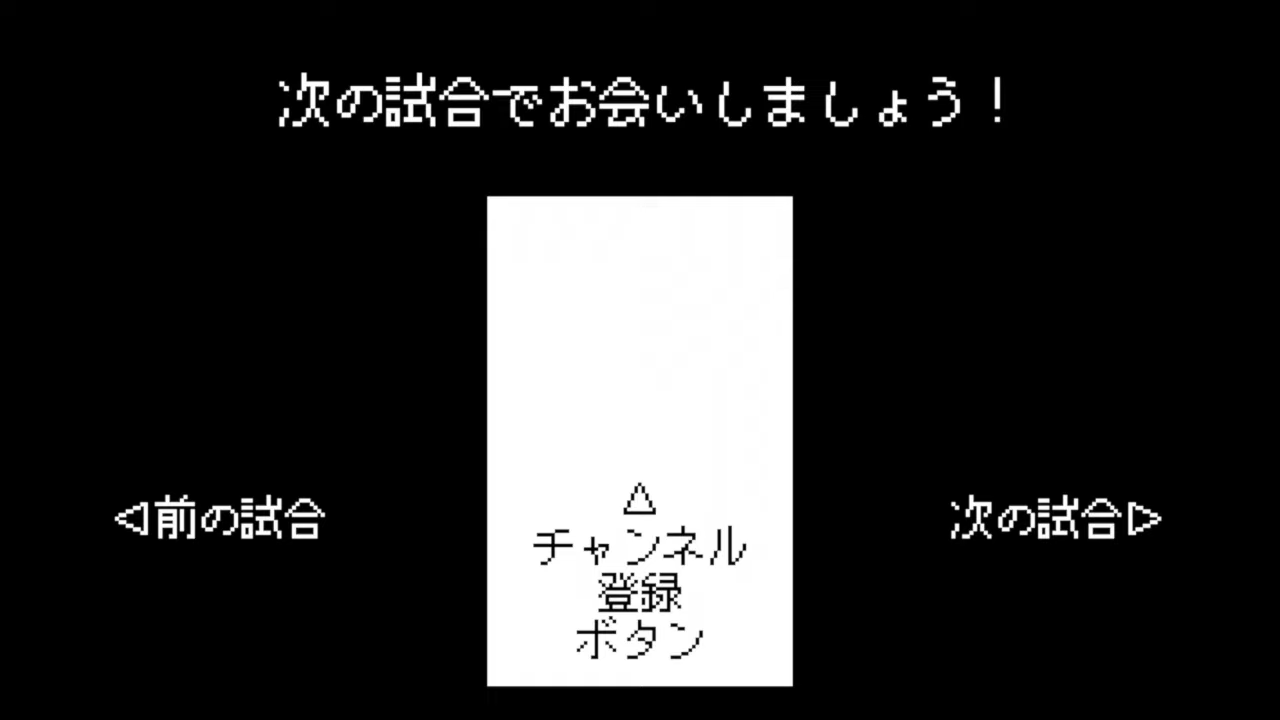 次の試合でお会いしましょう！
◁前の試合
△
チャンネル
登録
ボタン
次の試合▷